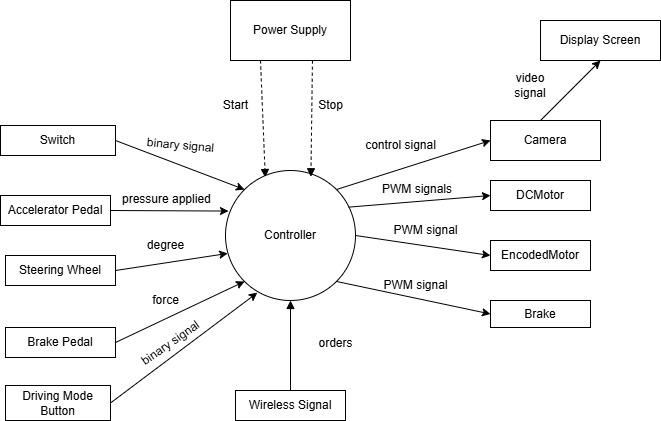 Power Supply
Display Screen
video
signal
Start
Stop
Switch
binary signal
control signal
Camera
Accelerator Pedal
pressure applied
PWM signals
DCMotor
Controller
degree
PWM signal
Steering Wheel
EncodedMotor
force
PWM signal
Brake
Brake Pedal
binary signal
orders
Driving Mode
Button
Wireless Signal